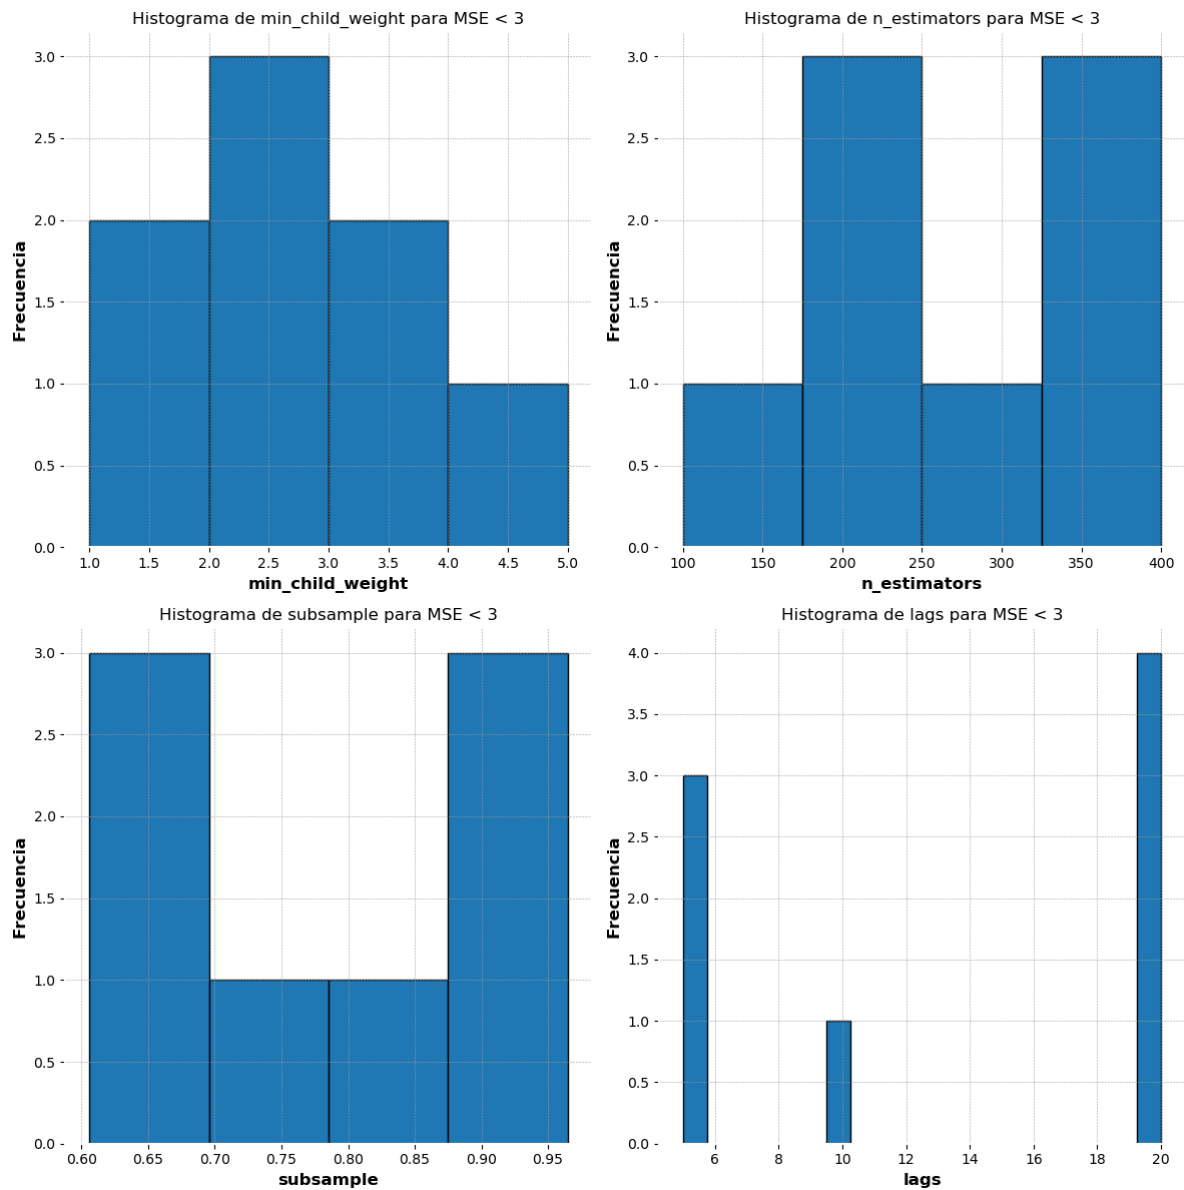 Histograma de min_child_weight para MSE < 3
Frecuencia
3.0
2.5
2.0
1.5
1.0
0.5
0.0
1.0 1.5 2.0 2.5 3.0 3.5 4.0 4.5 5.0
min_child_weight
Histograma de n_estimators para MSE < 3
Frecuencia
3.0
2.5
2.0
1.5
1.0
0.5
0.0
100 150 200 250 300 350 400
n_estimators
Histograma de subsample para MSE < 3
Frecuencia
3.0
2.5
2.0
1.5
1.0
0.5
0.0
0.60 0.65 0.70 0.75 0.80 0.85 0.90 0.95
subsample
Histograma de lags para MSE < 3
Frecuencia
4.0
3.5
3.0
2.5
2.0
1.5
1.0
0.5
0.0
6 8 10 12 14 16 18 20
lags